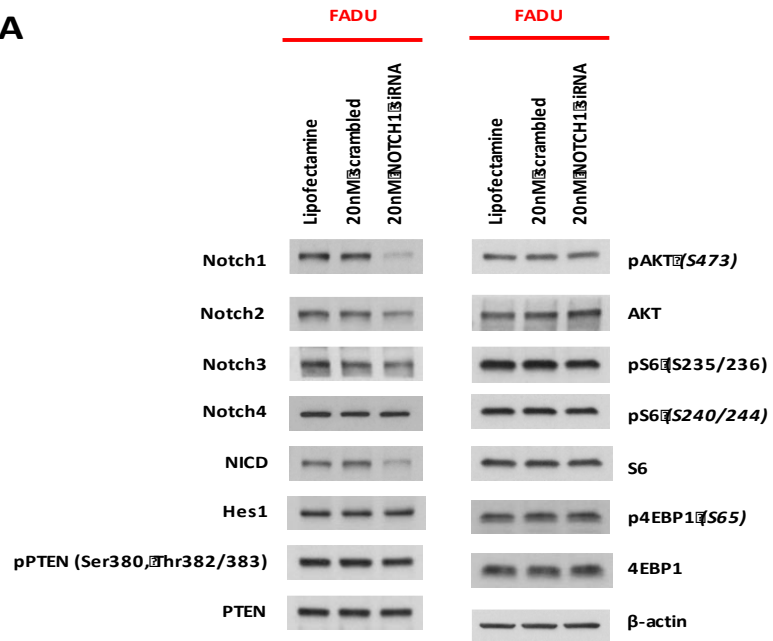 A
FADU
FADU
Lipofectamine
20nM scrambled
20nM NOTCH1 siRNA
Lipofectamine
20nM scrambled
20nM NOTCH1 siRNA
Notch1
Notch2
Notch3
Notch4
NICD
Hes1
pPTEN (Ser380, Thr382/383)
PTEN
pAKT (S473)
AKT
pS6 (S235/236)
pS6 (S240/244)
S6
p4EBP1 (S65)
4EBP1
β-actin